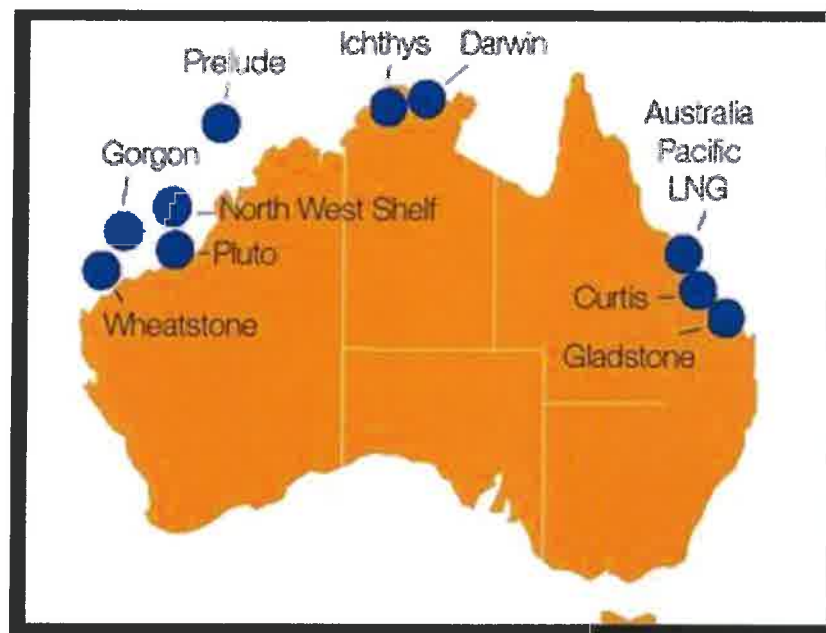 Ichthys
Darwin
Prelude
Australia
Pacific
LNG
Gorgon
North West Shelf
Pluto
Curtis
Wheatstone
Gladstone